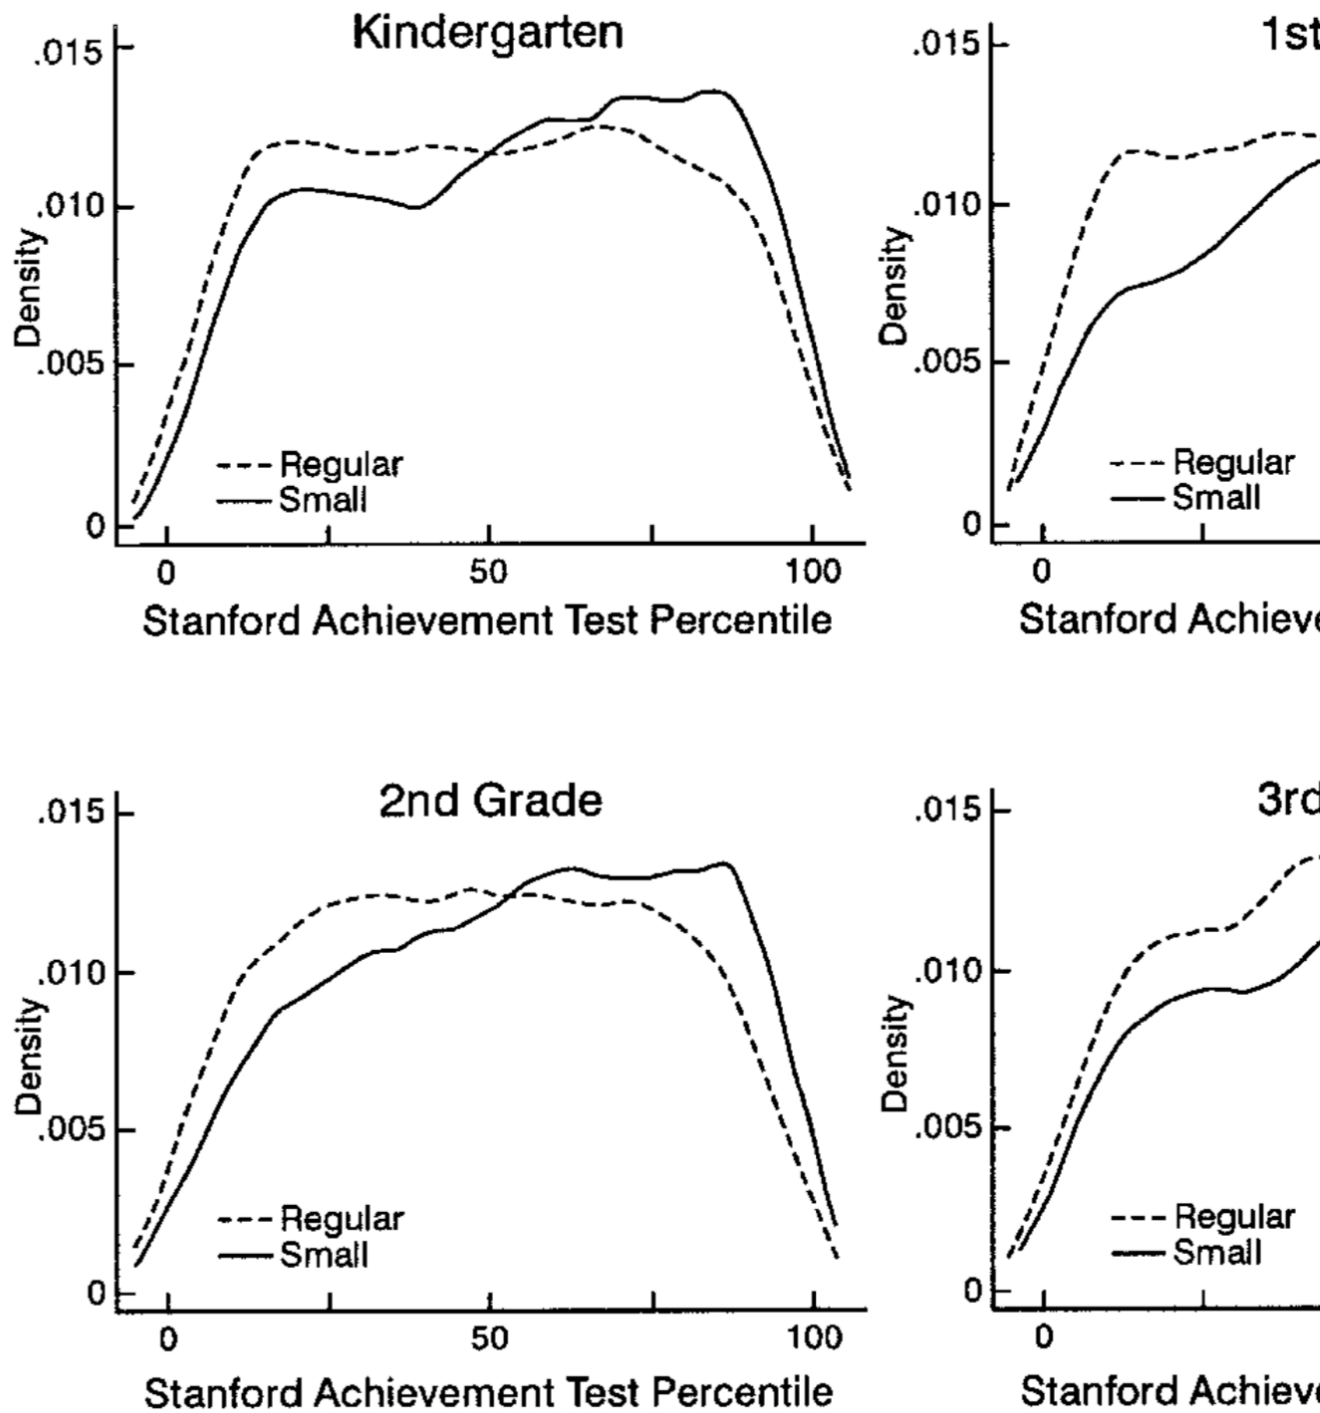 Kindergarten
.015
.010
.005
0
Density
Regular
Small
0 50 100
Stanford Achievement Test Percentile
1st
.015
.010
.005
0
Density
Regular
Small
0
Stanford Achieve
2nd Grade
.015
.010
.005
0
Density
Regular
Small
0 50 100
Stanford Achievement Test Percentile
3rd
.015
.010
.005
0
Density
Regular
Small
0
Stanford Achieve